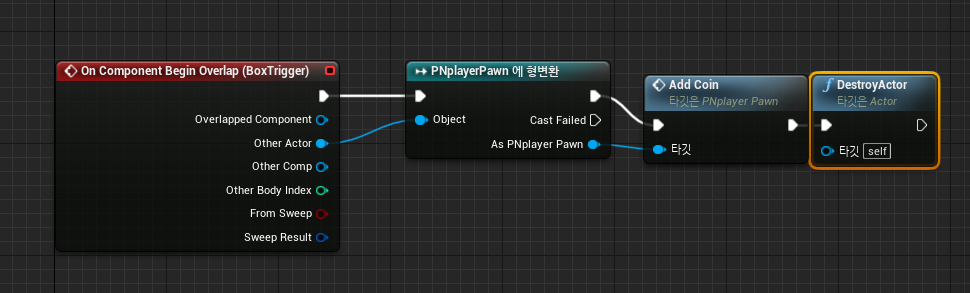 On Component Begin Overlap (BoxTrigger)
Overlapped Component
Other Actor
Other Comp
Other Body Index
From Sweep
Sweep Result
PNplayerPawn 에 형변환
Object
Cast Failed
As PNplayer Pawn
Add Coin
타깃은 PNplayer Pawn
타깃
f DestroyActor
타깃은 Actor
타깃 self